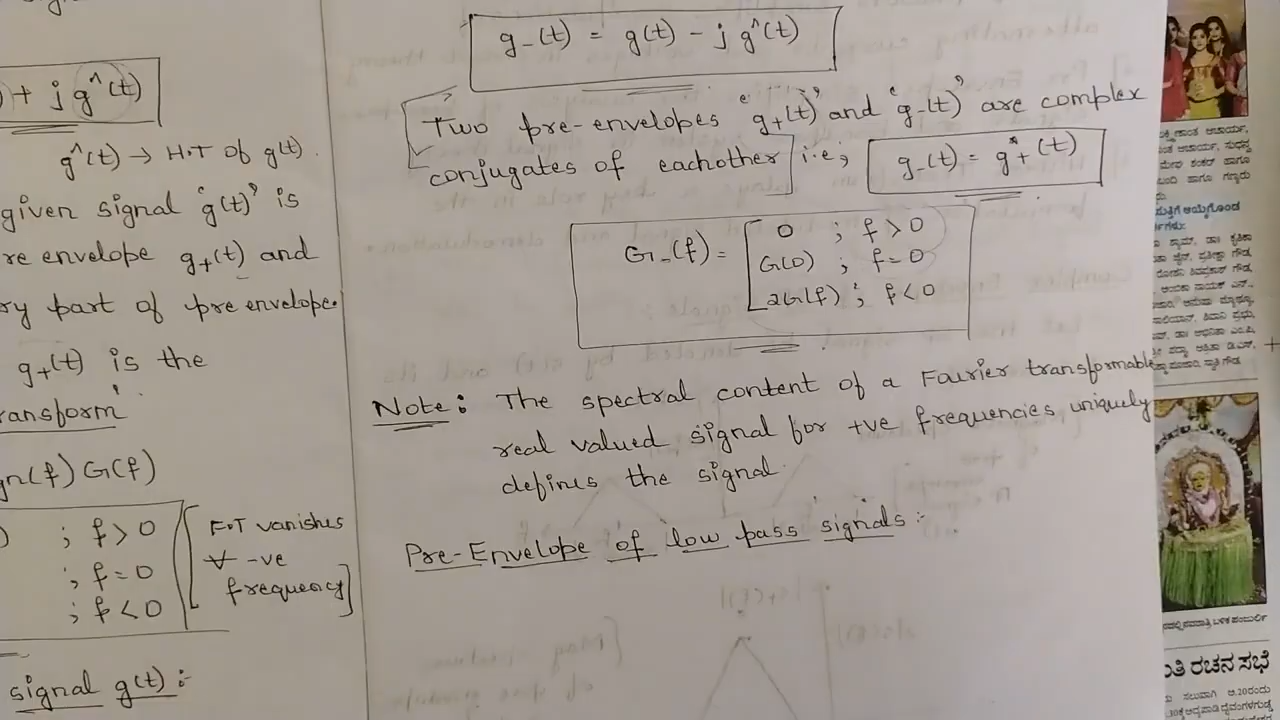 ) + j g^(t)
g^(t) → H.T of g(t).
given signal 'g(t)' is
re envelope g+(t) and
ry part of pre envelope.
g+(t) is the
ransform
gn(f) G(f)
) ; f > 0
; f = 0
; f < 0
[ F.T vanishes
∀ -ve
frequency ]
signal g(t) :-
g-(t) = g(t) - j g^(t)
Two pre-envelopes 'g+(t)' and 'g-(t)' are complex
conjugates of eachother i.e; g-(t) = g*+(t)
G-(f) = [ 0 ; f > 0
G(0) ; f = 0
2G(f) ; f < 0
Note: The spectral content of a Fourier transformable
real valued signal for +ve frequencies uniquely
defines the signal.
Pre-Envelope of low pass signals :-
ತಿ ರಚನ ಸಭೆ